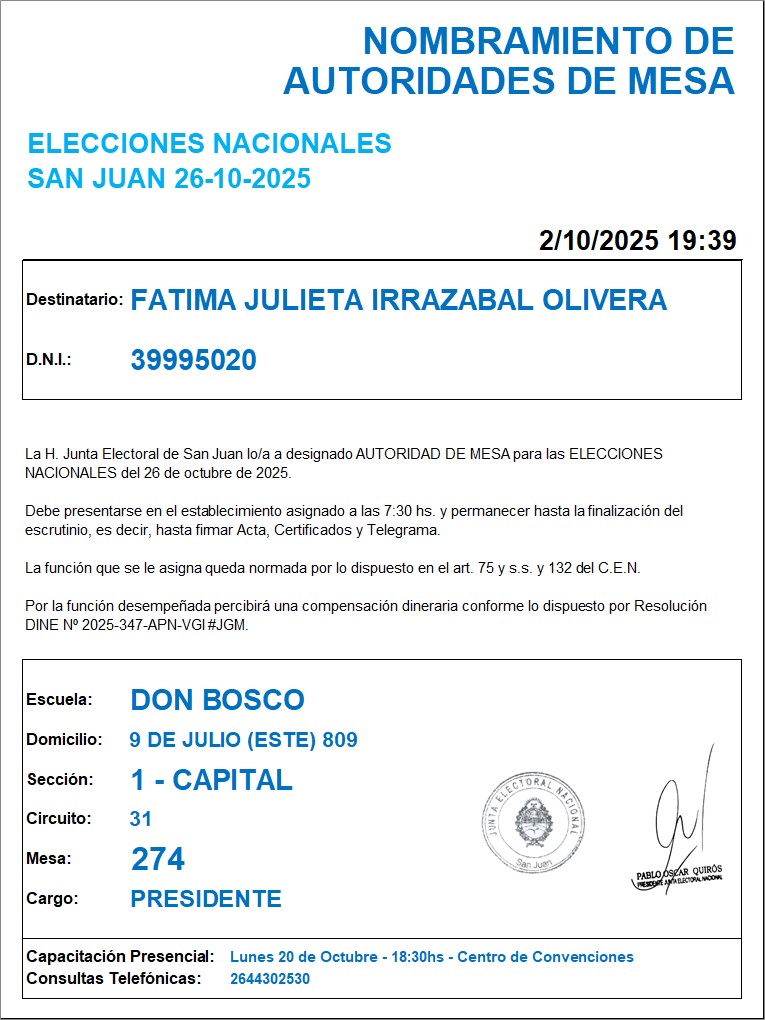 NOMBRAMIENTO DE
AUTORIDADES DE MESA
ELECCIONES NACIONALES
SAN JUAN 26-10-2025
2/10/2025 19:39
Destinatario: FATIMA JULIETA IRRAZABAL OLIVERA
D.N.I.: 39995020
La H. Junta Electoral de San Juan lo/a a designado AUTORIDAD DE MESA para las ELECCIONES
NACIONALES del 26 de octubre de 2025.
Debe presentarse en el establecimiento asignado a las 7:30 hs. y permanecer hasta la finalización del
escrutinio, es decir, hasta firmar Acta, Certificados y Telegrama.
La función que se le asigna queda normada por lo dispuesto en el art. 75 y s.s. y 132 del C.E.N.
Por la función desempeñada percibirá una compensación dineraria conforme lo dispuesto por Resolución
DINE Nº 2025-347-APN-VGI#JGM.
Escuela: DON BOSCO
Domicilio: 9 DE JULIO (ESTE) 809
Sección: 1 - CAPITAL
Circuito: 31
Mesa: 274
Cargo: PRESIDENTE
JUNTA ELECTORAL NACIONAL
San Juan
PABLO OSCAR QUIRÓS
PRESIDENTE JUNTA ELECTORAL NACIONAL
Capacitación Presencial: Lunes 20 de Octubre - 18:30hs - Centro de Convenciones
Consultas Telefónicas: 2644302530